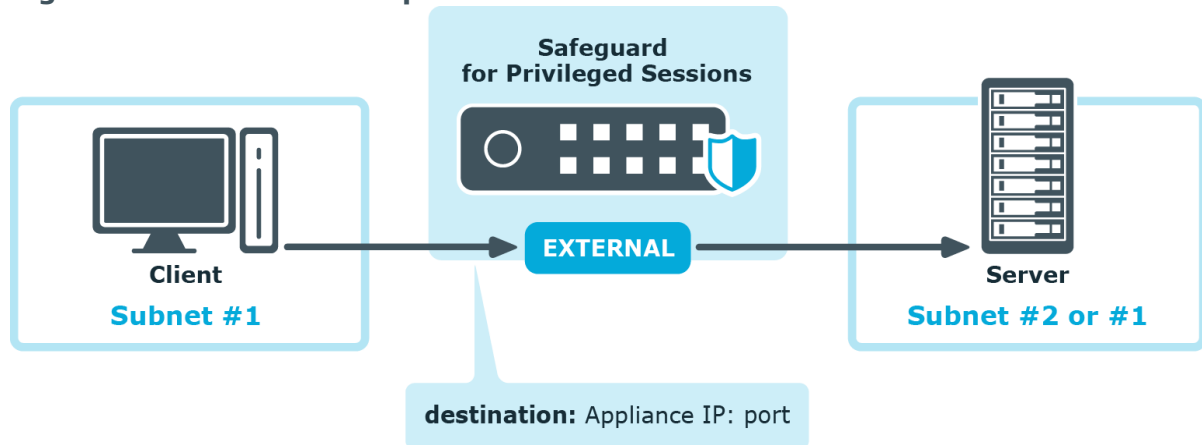 Safeguard
for Privileged Sessions
EXTERNAL
Client
Server
Subnet #1
Subnet #2 or #1
destination: Appliance IP: port